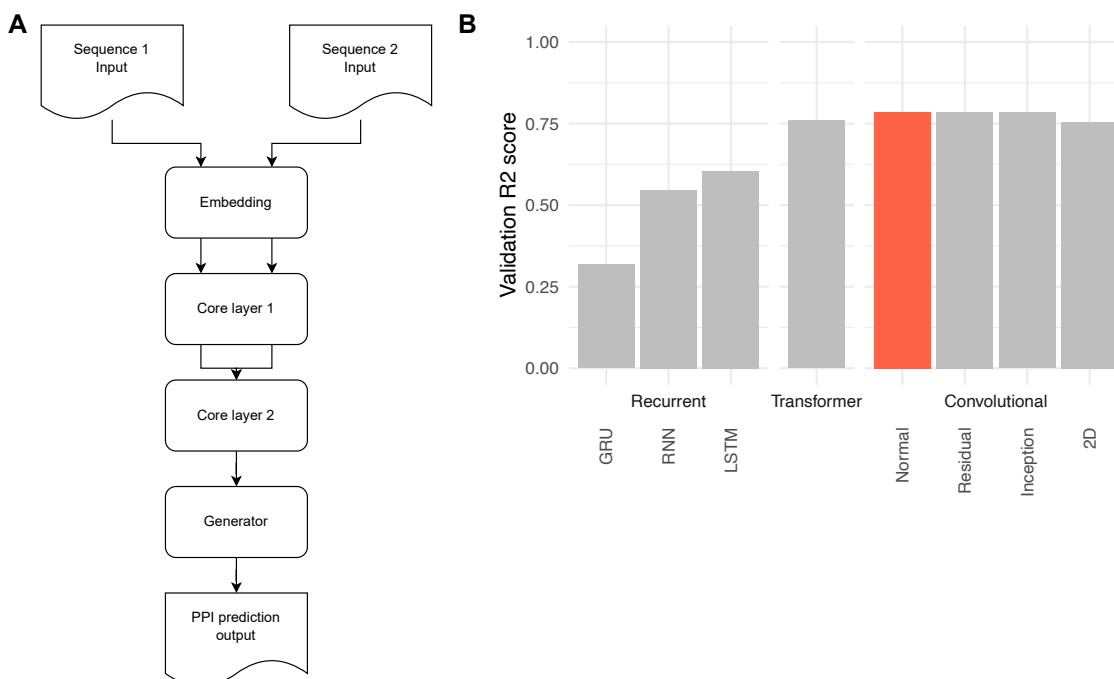 A
Sequence 1
Input
Sequence 2
Input
Embedding
Core layer 1
Core layer 2
Generator
PPI prediction
output
B
Validation R2 score
1.00
0.75
0.50
0.25
0.00
Recurrent
Transformer
Convolutional
GRU
RNN
LSTM
Normal
Residual
Inception
2D